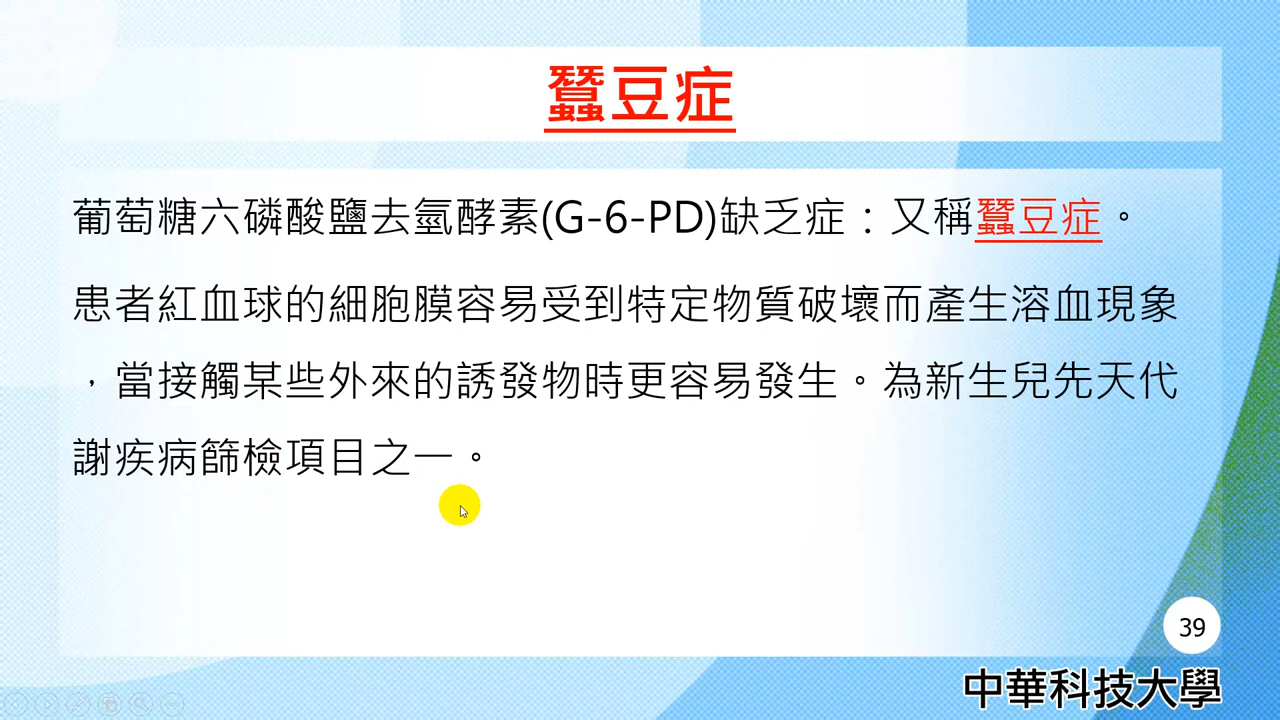 蠶豆症
葡萄糖六磷酸鹽去氫酵素(G-6-PD)缺乏症：又稱蠶豆症。
患者紅血球的細胞膜容易受到特定物質破壞而產生溶血現象
，當接觸某些外來的誘發物時更容易發生。為新生兒先天代
謝疾病篩檢項目之一。
39
中華科技大學